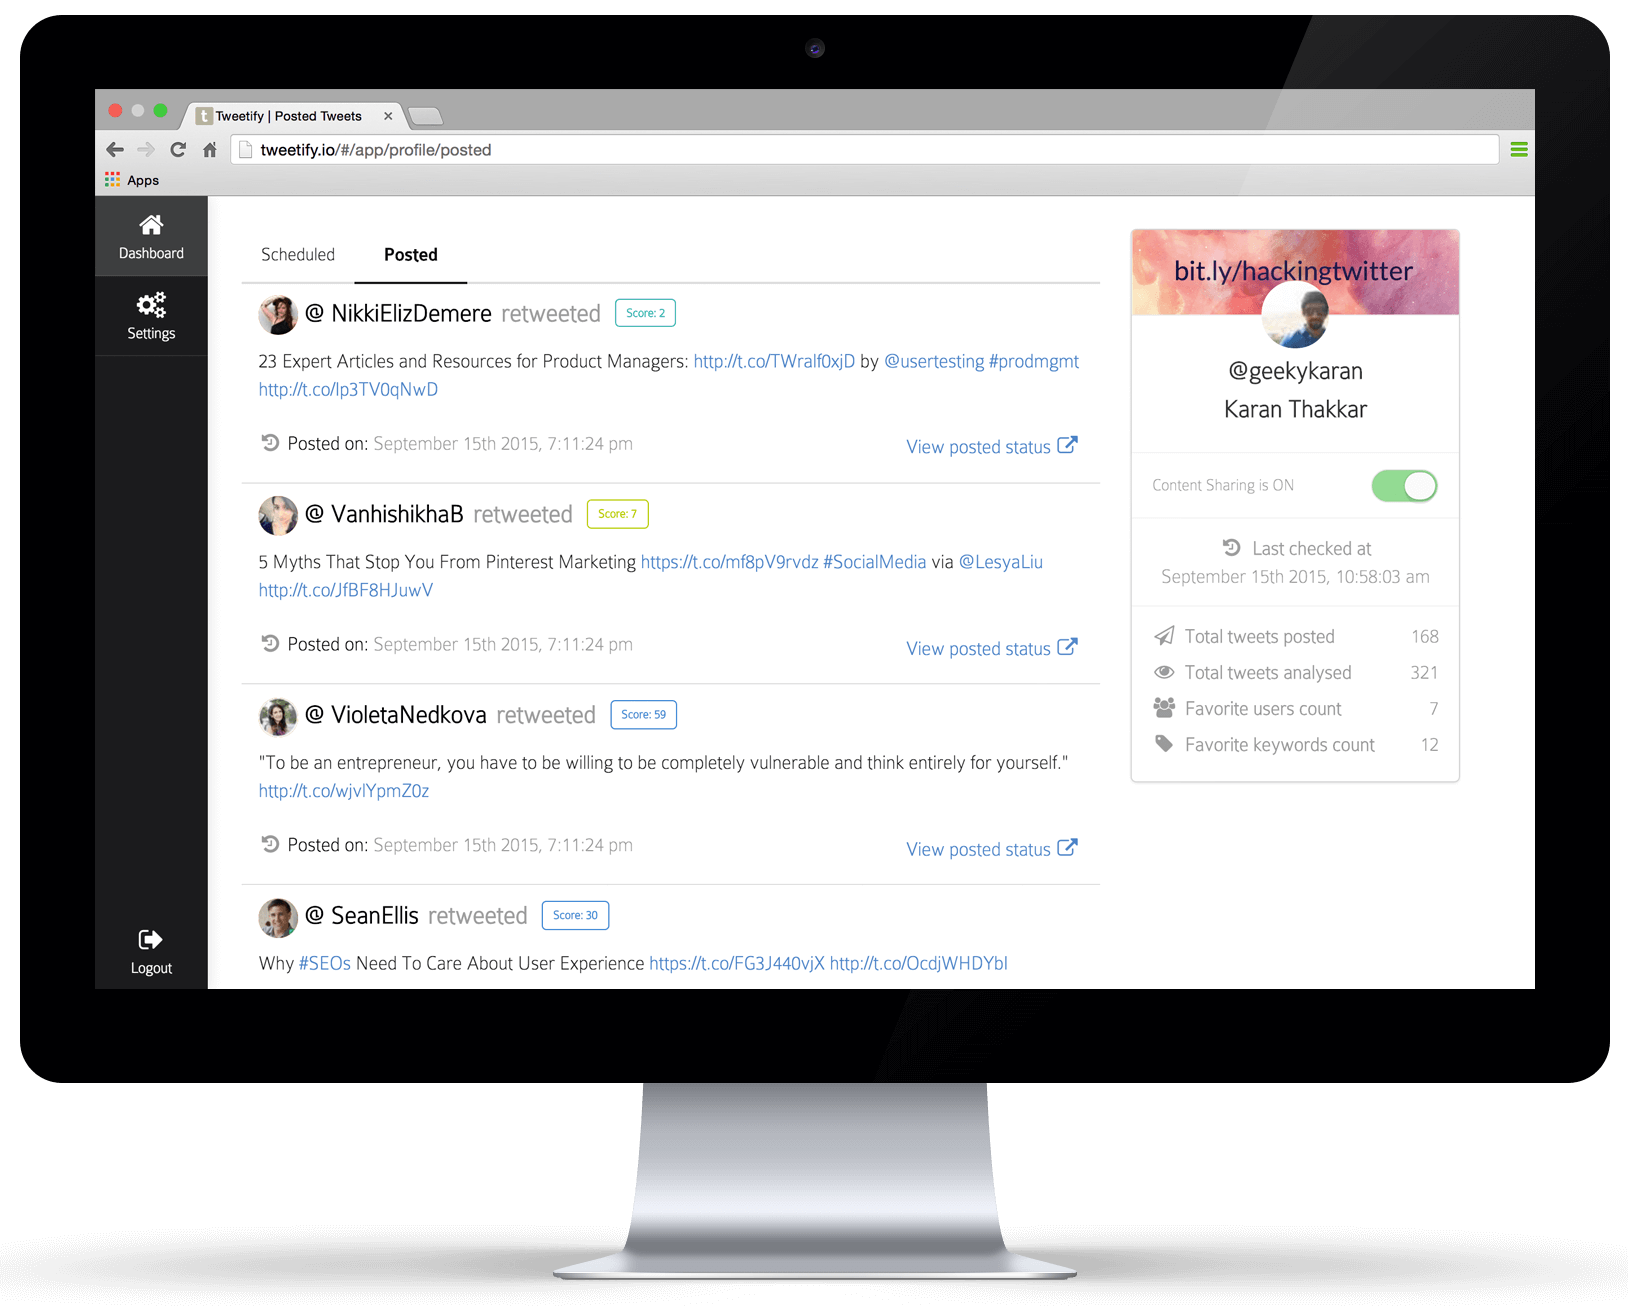 Tweetify | Posted Tweets
tweetify.io/#/app/profile/posted
Apps
Dashboard
Settings
Logout
Scheduled Posted
@ NikkiElizDemere retweeted Score: 2
23 Expert Articles and Resources for Product Managers: http://t.co/TWralf0xjD by @usertesting #prodmgmt
http://t.co/Ip3TV0qNwD
Posted on: September 15th 2015, 7:11:24 pm View posted status
@ VanhishikhaB retweeted Score: 7
5 Myths That Stop You From Pinterest Marketing https://t.co/mf8pV9rvdz #SocialMedia via @LesyaLiu
http://t.co/JfBF8HJuwV
Posted on: September 15th 2015, 7:11:24 pm View posted status
@ VioletaNedkova retweeted Score: 59
"To be an entrepreneur, you have to be willing to be completely vulnerable and think entirely for yourself."
http://t.co/wjvlYpmZ0z
Posted on: September 15th 2015, 7:11:24 pm View posted status
@ SeanEllis retweeted Score: 30
Why #SEOs Need To Care About User Experience https://t.co/FG3J440vjX http://t.co/OcdjWHDYbI
bit.ly/hackingtwitter
@geekykaran
Karan Thakkar
Content Sharing is ON
Last checked at
September 15th 2015, 10:58:03 am
Total tweets posted 168
Total tweets analysed 321
Favorite users count 7
Favorite keywords count 12